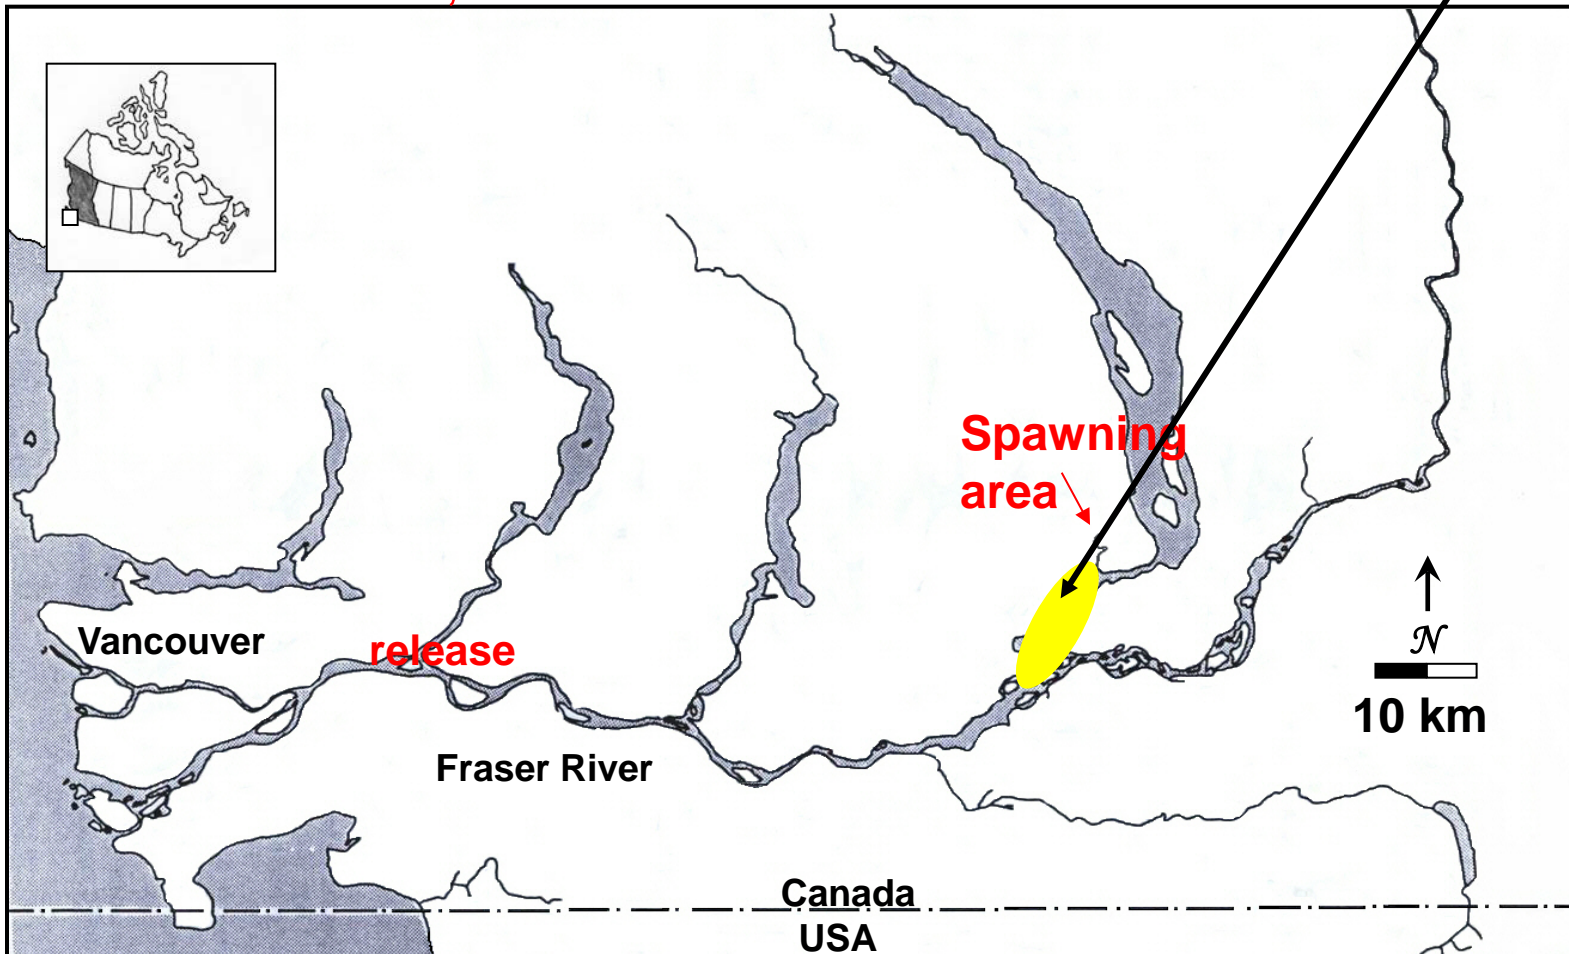 Spawning
area
Vancouver
release
N
10 km
Fraser River
Canada
USA